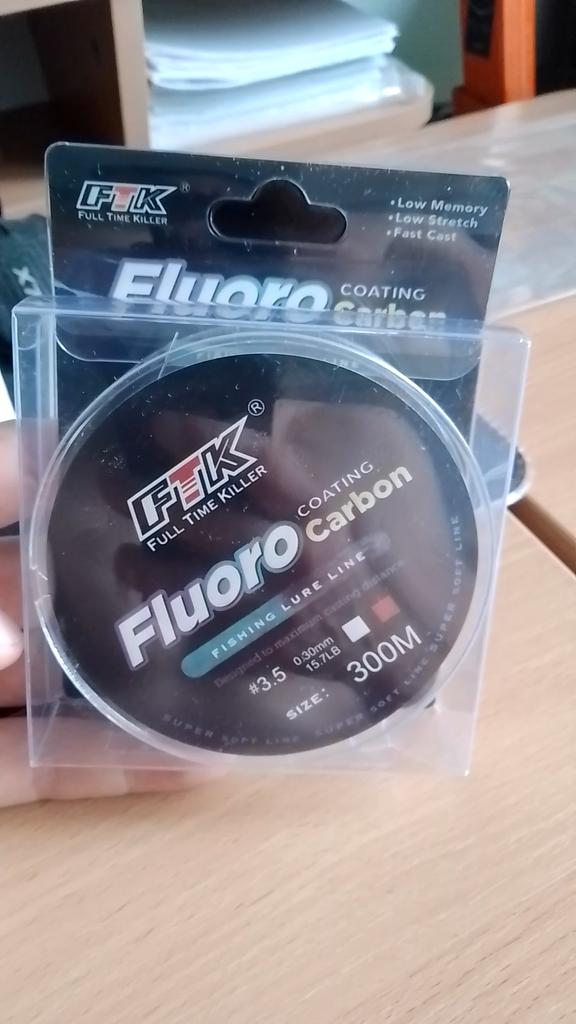 FTK®
FULL TIME KILLER
•Low Memory
•Low Stretch
•Fast Cast
Fluoro COATING
Carbon
FTK®
FULL TIME KILLER
Fluoro COATING
Carbon
FISHING LURE LINE
Designed to maximum casting distance
#3.5 0.30mm
15.7LB
SIZE: 300M
SUPER SOFT LINE SUPER SOFT LINE SUPER SOFT LINE